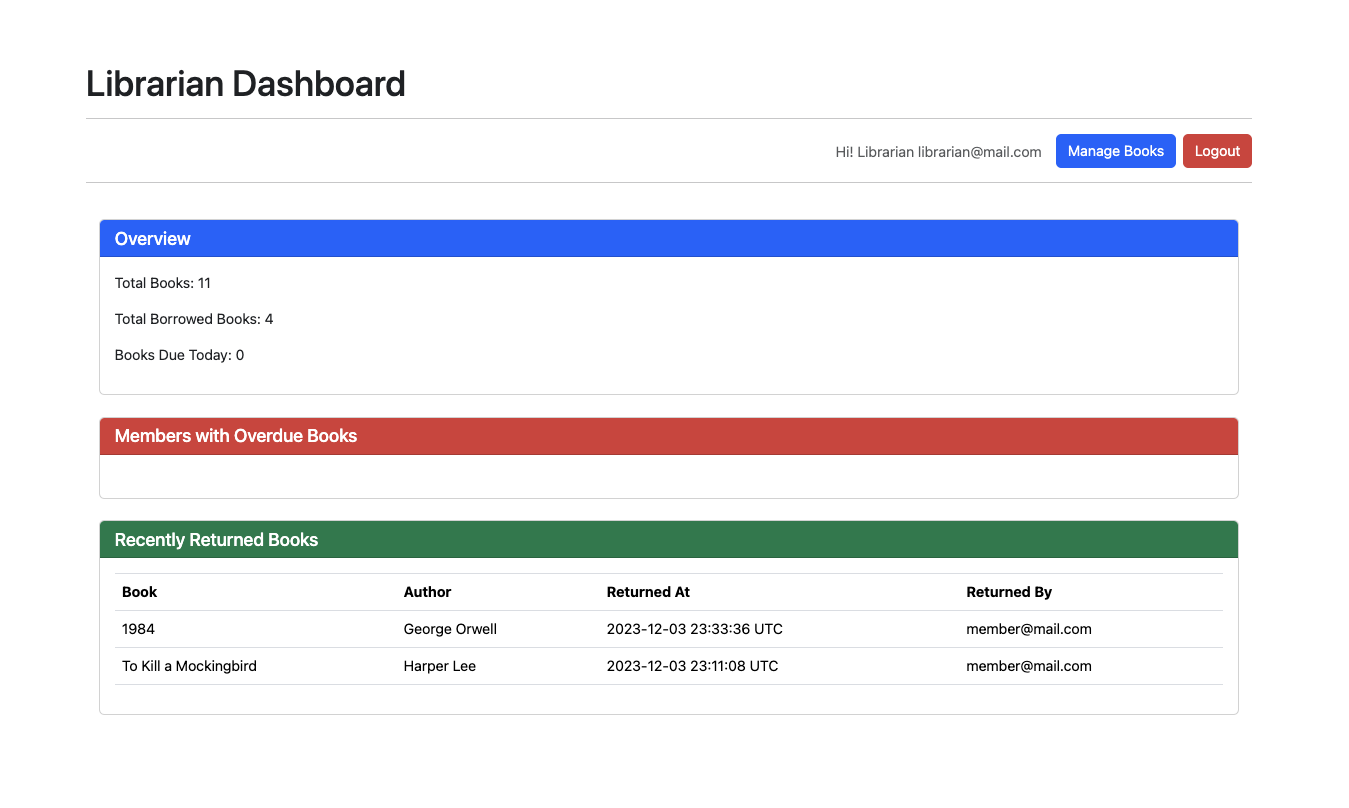 Librarian Dashboard
Hi! Librarian librarian@mail.com Manage Books Logout
Overview
Total Books: 11
Total Borrowed Books: 4
Books Due Today: 0
Members with Overdue Books
Recently Returned Books
Book Author Returned At Returned By
1984 George Orwell 2023-12-03 23:33:36 UTC member@mail.com
To Kill a Mockingbird Harper Lee 2023-12-03 23:11:08 UTC member@mail.com